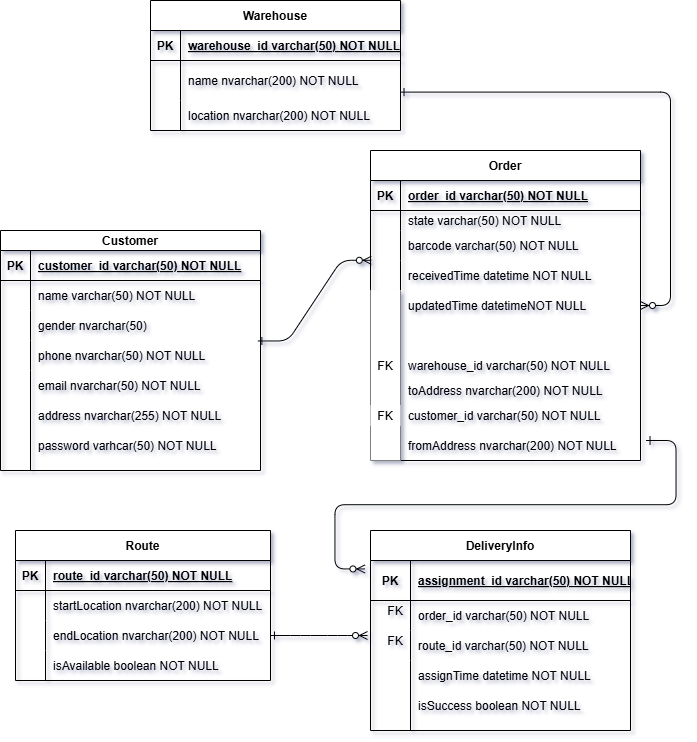 Warehouse
PK warehouse_id varchar(50) NOT NULL
name nvarchar(200) NOT NULL
location nvarchar(200) NOT NULL
Order
PK order_id varchar(50) NOT NULL
state varchar(50) NOT NULL
barcode varchar(50) NOT NULL
receivedTime datetime NOT NULL
updatedTime datetimeNOT NULL
FK warehouse_id varchar(50) NOT NULL
toAddress nvarchar(200) NOT NULL
FK customer_id varchar(50) NOT NULL
fromAddress nvarchar(200) NOT NULL
Customer
PK customer_id varchar(50) NOT NULL
name varchar(50) NOT NULL
gender nvarchar(50)
phone nvarchar(50) NOT NULL
email nvarchar(50) NOT NULL
address nvarchar(255) NOT NULL
password varhcar(50) NOT NULL
Route
PK route_id varchar(50) NOT NULL
startLocation nvarchar(200) NOT NULL
endLocation nvarchar(200) NOT NULL
isAvailable boolean NOT NULL
DeliveryInfo
PK assignment_id varchar(50) NOT NULL
FK order_id varchar(50) NOT NULL
FK route_id varchar(50) NOT NULL
assignTime datetime NOT NULL
isSuccess boolean NOT NULL